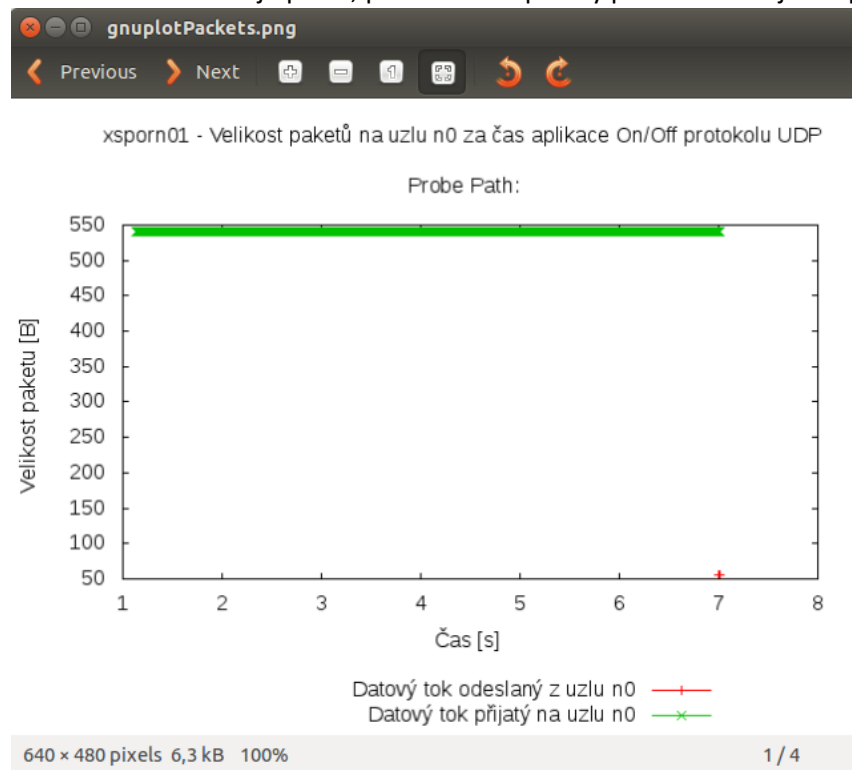 gnuplotPackets.png
Previous Next
xsporn01 - Velikost paketů na uzlu n0 za čas aplikace On/Off protokolu UDP
Probe Path:
550
500
450
400
350
300
250
200
150
100
50
Velikost paketu [B]
1 2 3 4 5 6 7 8
Čas [s]
Datový tok odeslaný z uzlu n0
Datový tok přijatý na uzlu n0
640 × 480 pixels 6,3 kB 100% 1 / 4